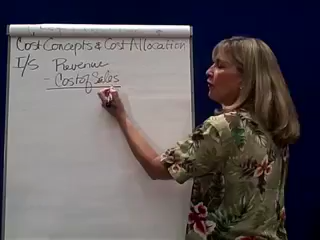 Cost Concepts & Cost Allocation
I/S Revenue
- Cost of Sales